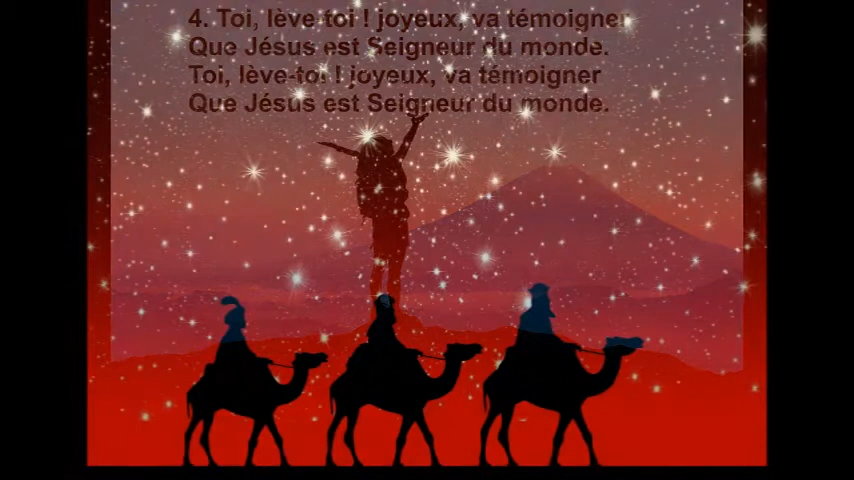 4. Toi, lève toi ! joyeux, va témoigner
Que Jésus est Seigneur du monde.
Toi, lève-toi ! joyeux, va témoigner
Que Jésus est Seigneur du monde.